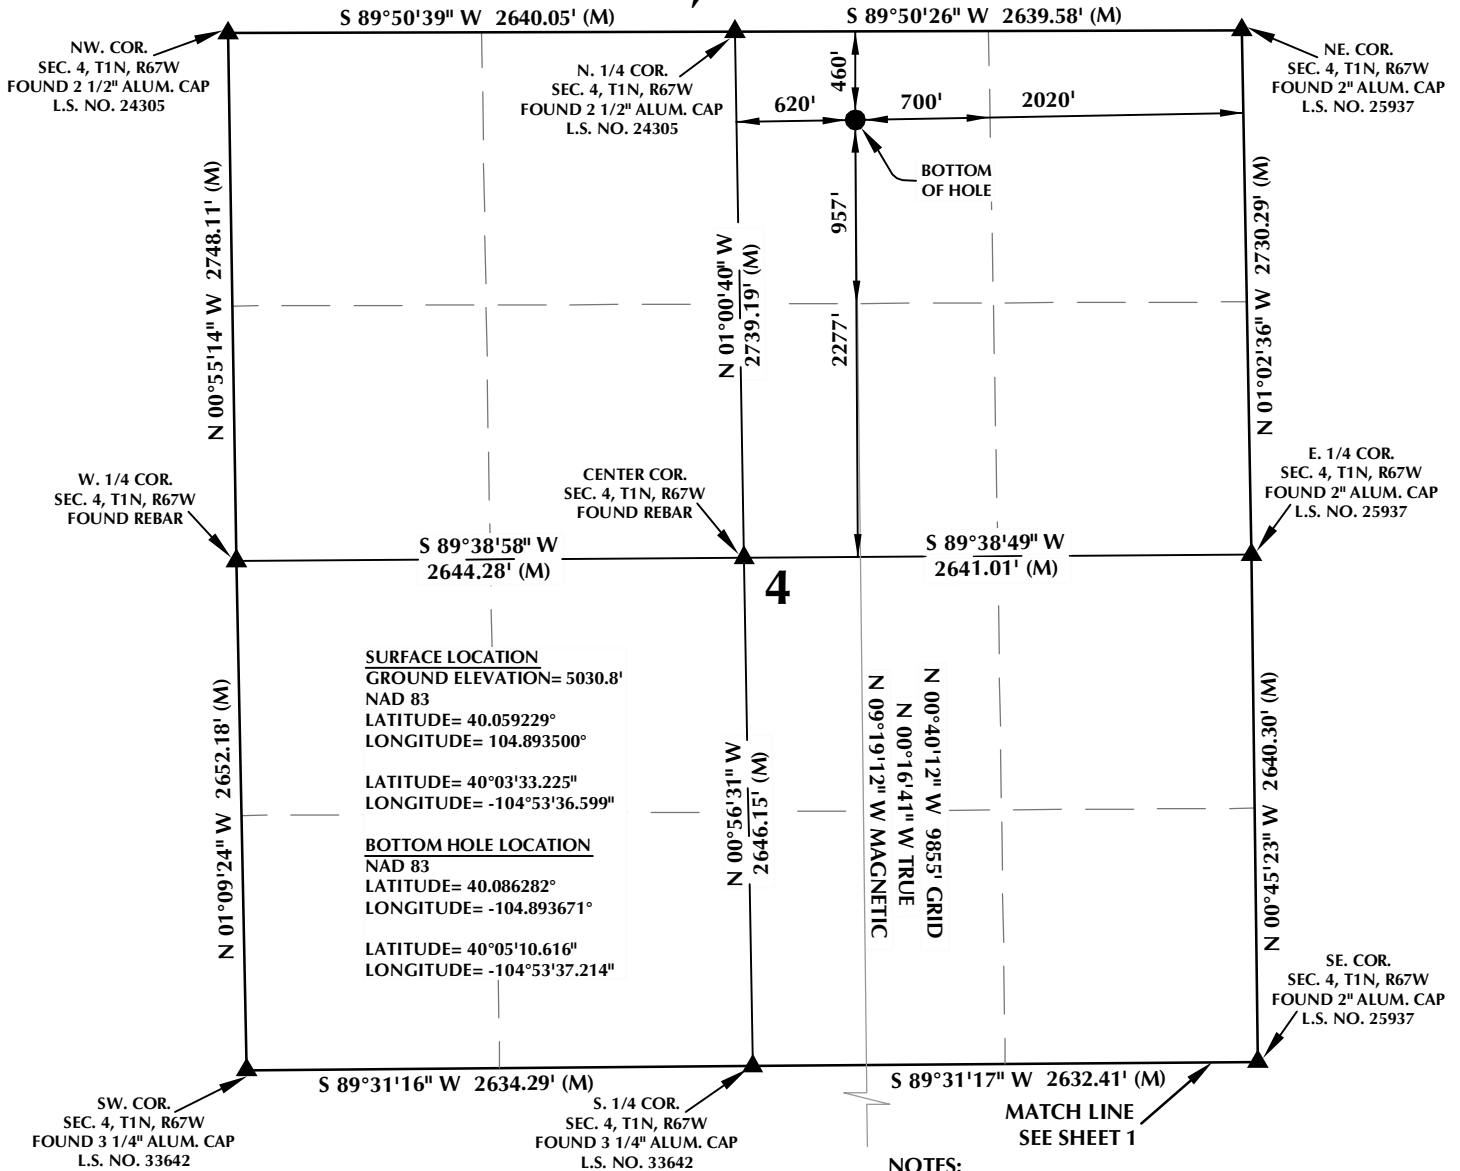 S 89°50'39" W 2640.05' (M)
S 89°50'26" W 2639.58' (M)
NW. COR.
SEC. 4, T1N, R67W
FOUND 2 1/2" ALUM. CAP
L.S. NO. 24305
N. 1/4 COR.
SEC. 4, T1N, R67W
FOUND 2 1/2" ALUM. CAP
L.S. NO. 24305
NE. COR.
SEC. 4, T1N, R67W
FOUND 2" ALUM. CAP
L.S. NO. 25937
460'
620'
700'
2020'
BOTTOM
OF HOLE
957'
2277'
N 00°55'14" W 2748.11' (M)
N 01°00'40" W
2739.19' (M)
N 01°02'36" W 2730.29' (M)
W. 1/4 COR.
SEC. 4, T1N, R67W
FOUND REBAR
CENTER COR.
SEC. 4, T1N, R67W
FOUND REBAR
E. 1/4 COR.
SEC. 4, T1N, R67W
FOUND 2" ALUM. CAP
L.S. NO. 25937
S 89°38'58" W
2644.28' (M)
S 89°38'49" W
2641.01' (M)
4
SURFACE LOCATION
GROUND ELEVATION= 5030.8'
NAD 83
LATITUDE= 40.059229°
LONGITUDE= 104.893500°
LATITUDE= 40°03'33.225"
LONGITUDE= -104°53'36.599"
BOTTOM HOLE LOCATION
NAD 83
LATITUDE= 40.086282°
LONGITUDE= -104.893671°
LATITUDE= 40°05'10.616"
LONGITUDE= -104°53'37.214"
N 01°09'24" W 2652.18' (M)
N 00°56'31" W
2646.15' (M)
N 00°40'12" W 9855' GRID
N 00°16'41" W TRUE
N 09°19'12" W MAGNETIC
N 00°45'23" W 2640.30' (M)
SE. COR.
SEC. 4, T1N, R67W
FOUND 2" ALUM. CAP
L.S. NO. 25937
S 89°31'16" W 2634.29' (M)
S 89°31'17" W 2632.41' (M)
SW. COR.
SEC. 4, T1N, R67W
FOUND 3 1/4" ALUM. CAP
L.S. NO. 33642
S. 1/4 COR.
SEC. 4, T1N, R67W
FOUND 3 1/4" ALUM. CAP
L.S. NO. 33642
MATCH LINE
SEE SHEET 1
NOTES: